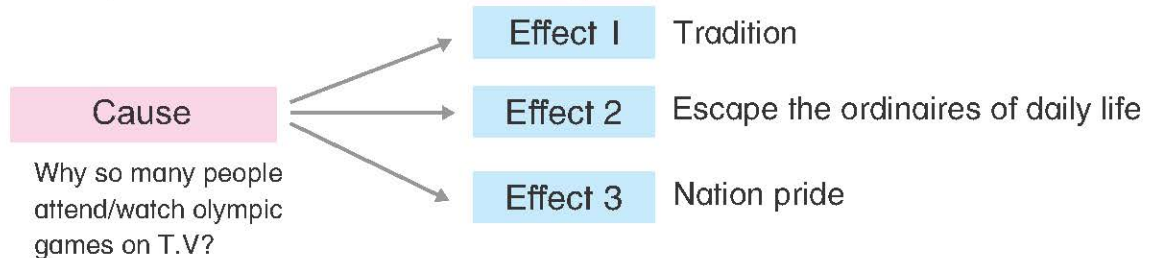 Effect 1 Tradition
Cause
Effect 2 Escape the ordinaires of daily life
Why so many people
attend/watch olympic
games on T.V?
Effect 3 Nation pride